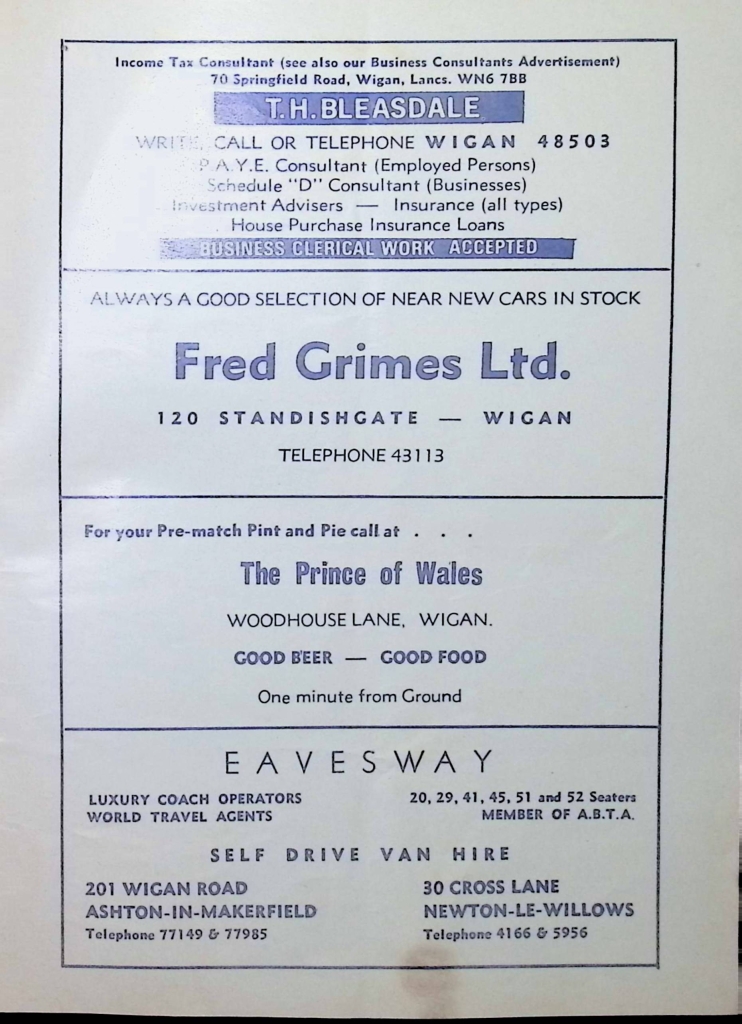 Income Tax Consultant (see also our Business Consultants Advertisement)
70 Springfield Road, Wigan, Lancs. WN6 7BB
T.H.BLEASDALE
WRITE, CALL OR TELEPHONE WIGAN 48503
P.A.Y.E. Consultant (Employed Persons)
Schedule "D" Consultant (Businesses)
Investment Advisers — Insurance (all types)
House Purchase Insurance Loans
BUSINESS CLERICAL WORK ACCEPTED
ALWAYS A GOOD SELECTION OF NEAR NEW CARS IN STOCK
Fred Grimes Ltd.
120 STANDISHGATE — WIGAN
TELEPHONE 43113
For your Pre-match Pint and Pie call at . . .
The Prince of Wales
WOODHOUSE LANE, WIGAN.
GOOD BEER — GOOD FOOD
One minute from Ground
EAVESWAY
LUXURY COACH OPERATORS 20, 29, 41, 45, 51 and 52 Seaters
WORLD TRAVEL AGENTS MEMBER OF A.B.T.A.
SELF DRIVE VAN HIRE
201 WIGAN ROAD 30 CROSS LANE
ASHTON-IN-MAKERFIELD NEWTON-LE-WILLOWS
Telephone 77149 & 77985 Telephone 4166 & 5956